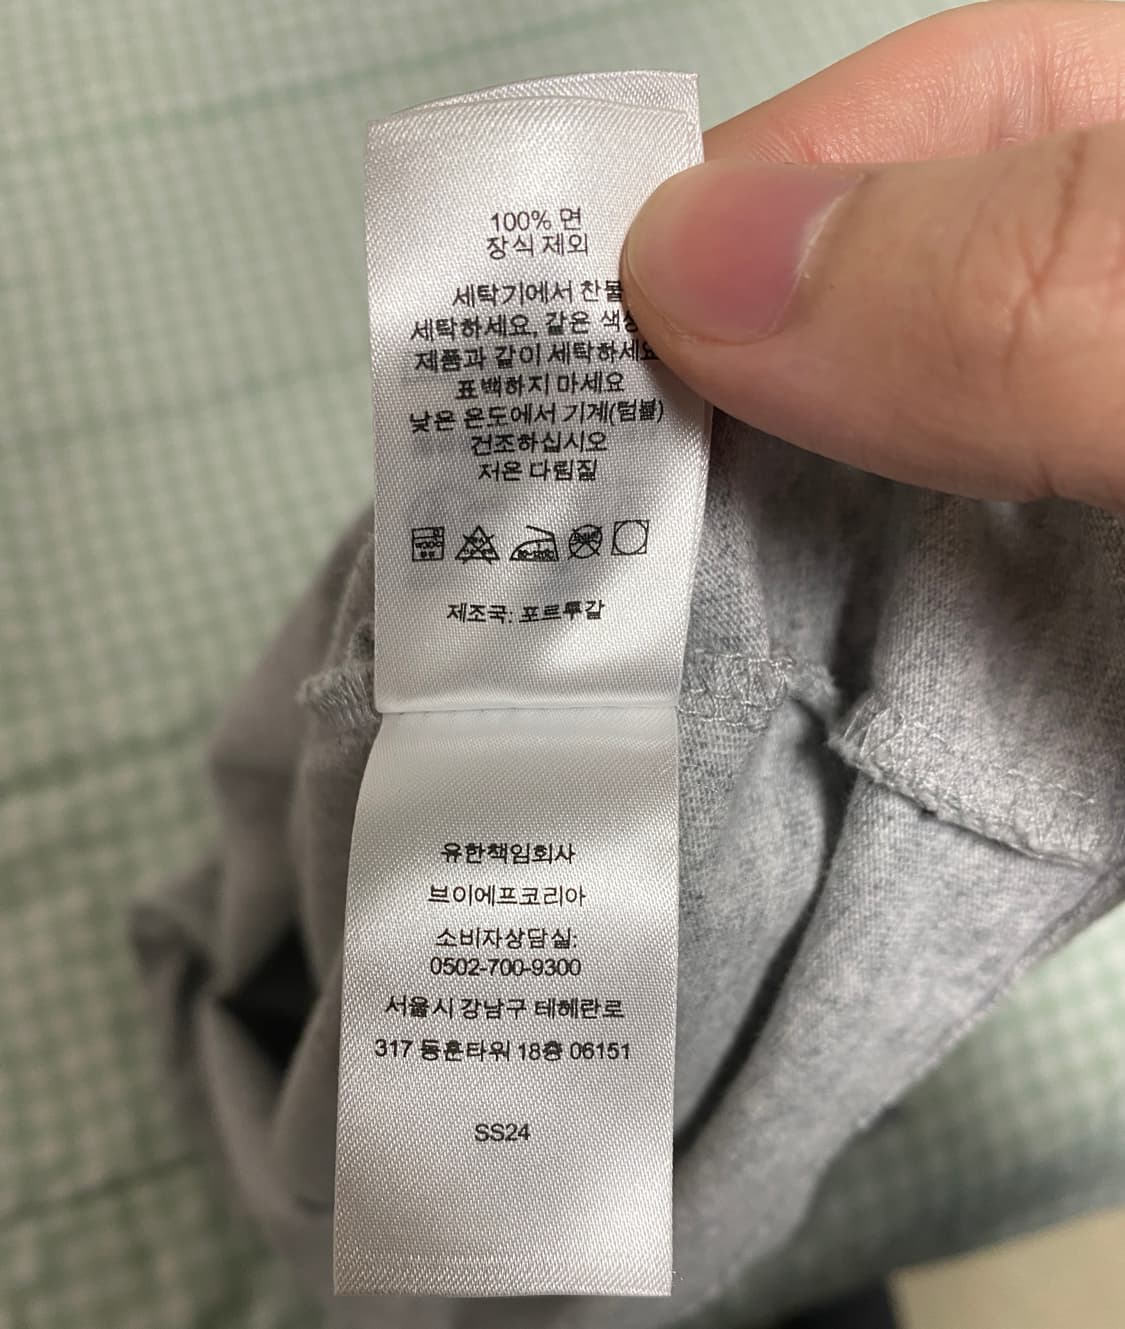 100% 면
장식 제외
세탁기에서 찬물
세탁하세요, 같은
제품과 같이 세탁하세요
표백하지 마세요
낮은 온도에서 기계(텀블)
건조하십시오
저온 다림질
제조국: 포르투갈
유한책임회사
브이에프코리아
소비자상담실:
0502-700-9300
서울시 강남구 테헤란로
317 동훈타워 18층 06151
SS24